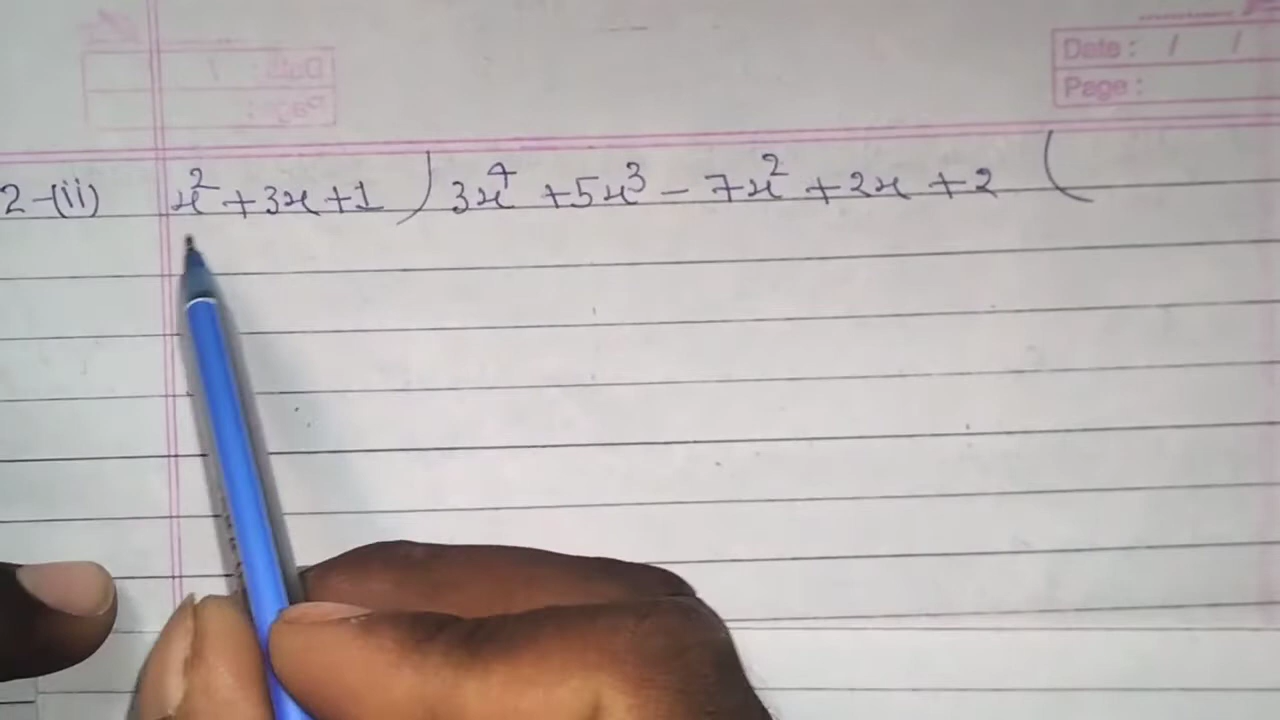 Date : / /
Page :
2-(ii) x² + 3x + 1 ) 3x⁴ + 5x³ - 7x² + 2x + 2 (